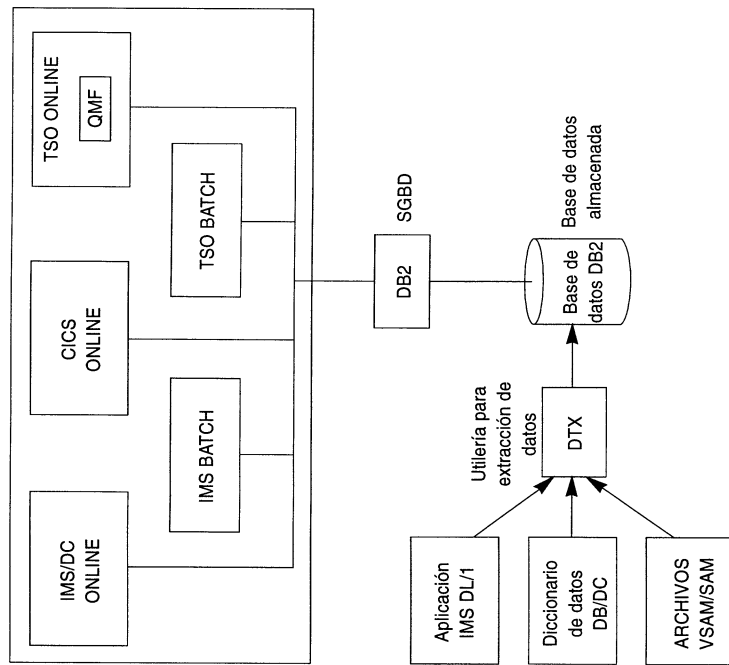 IMS/DC
ONLINE
CICS
ONLINE
TSO ONLINE
QMF
IMS BATCH
TSO BATCH
DB2
SGBD
Utilería para
extracción de
datos
Aplicación
IMS DL/1
Diccionario
de datos
DB/DC
ARCHIVOS
VSAM/SAM
DTX
Base de
datos DB2
Base de datos
almacenada